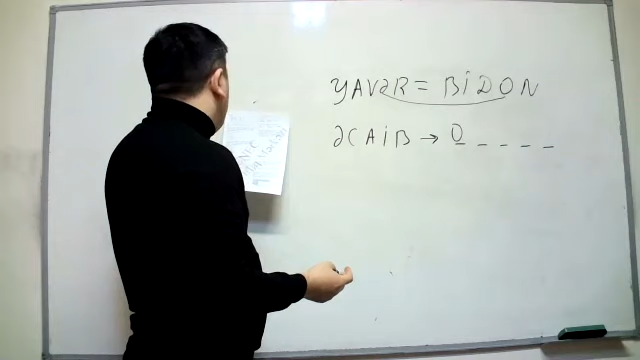 YAVƏR = BİDON
ƏCAİB → O _ _ _ _